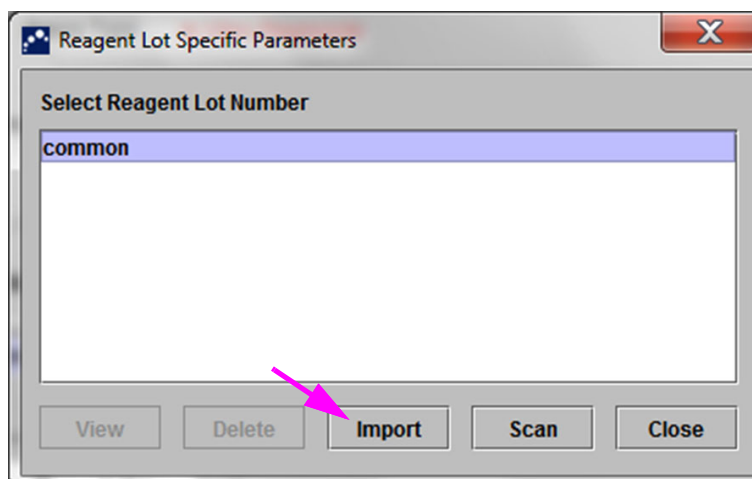 Reagent Lot Specific Parameters
Select Reagent Lot Number
common
View Delete Import Scan Close